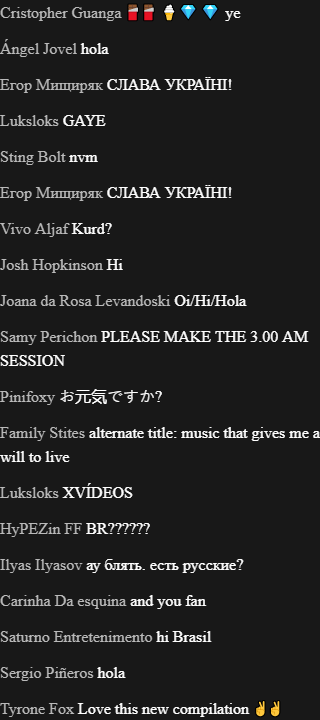 Cristopher Guanga 🍫🍫 🍦💎 💎 ye
Ángel Jovel hola
Егор Мищиряк СЛАВА УКРАЇНІ!
Luksloks GAYE
Sting Bolt nvm
Егор Мищиряк СЛАВА УКРАЇНІ!
Vivo Aljaf Kurd?
Josh Hopkinson Hi
Joana da Rosa Levandoski Oi/Hi/Hola
Samy Perichon PLEASE MAKE THE 3.00 AM
SESSION
Pinifoxy お元気ですか?
Family Stites alternate title: music that gives me a
will to live
Luksloks XVÍDEOS
HyPEZin FF BR??????
Ilyas Ilyasov ау блять. есть русские?
Carinha Da esquina and you fan
Saturno Entretenimento hi Brasil
Sergio Piñeros hola
Tyrone Fox Love this new compilation ✌✌